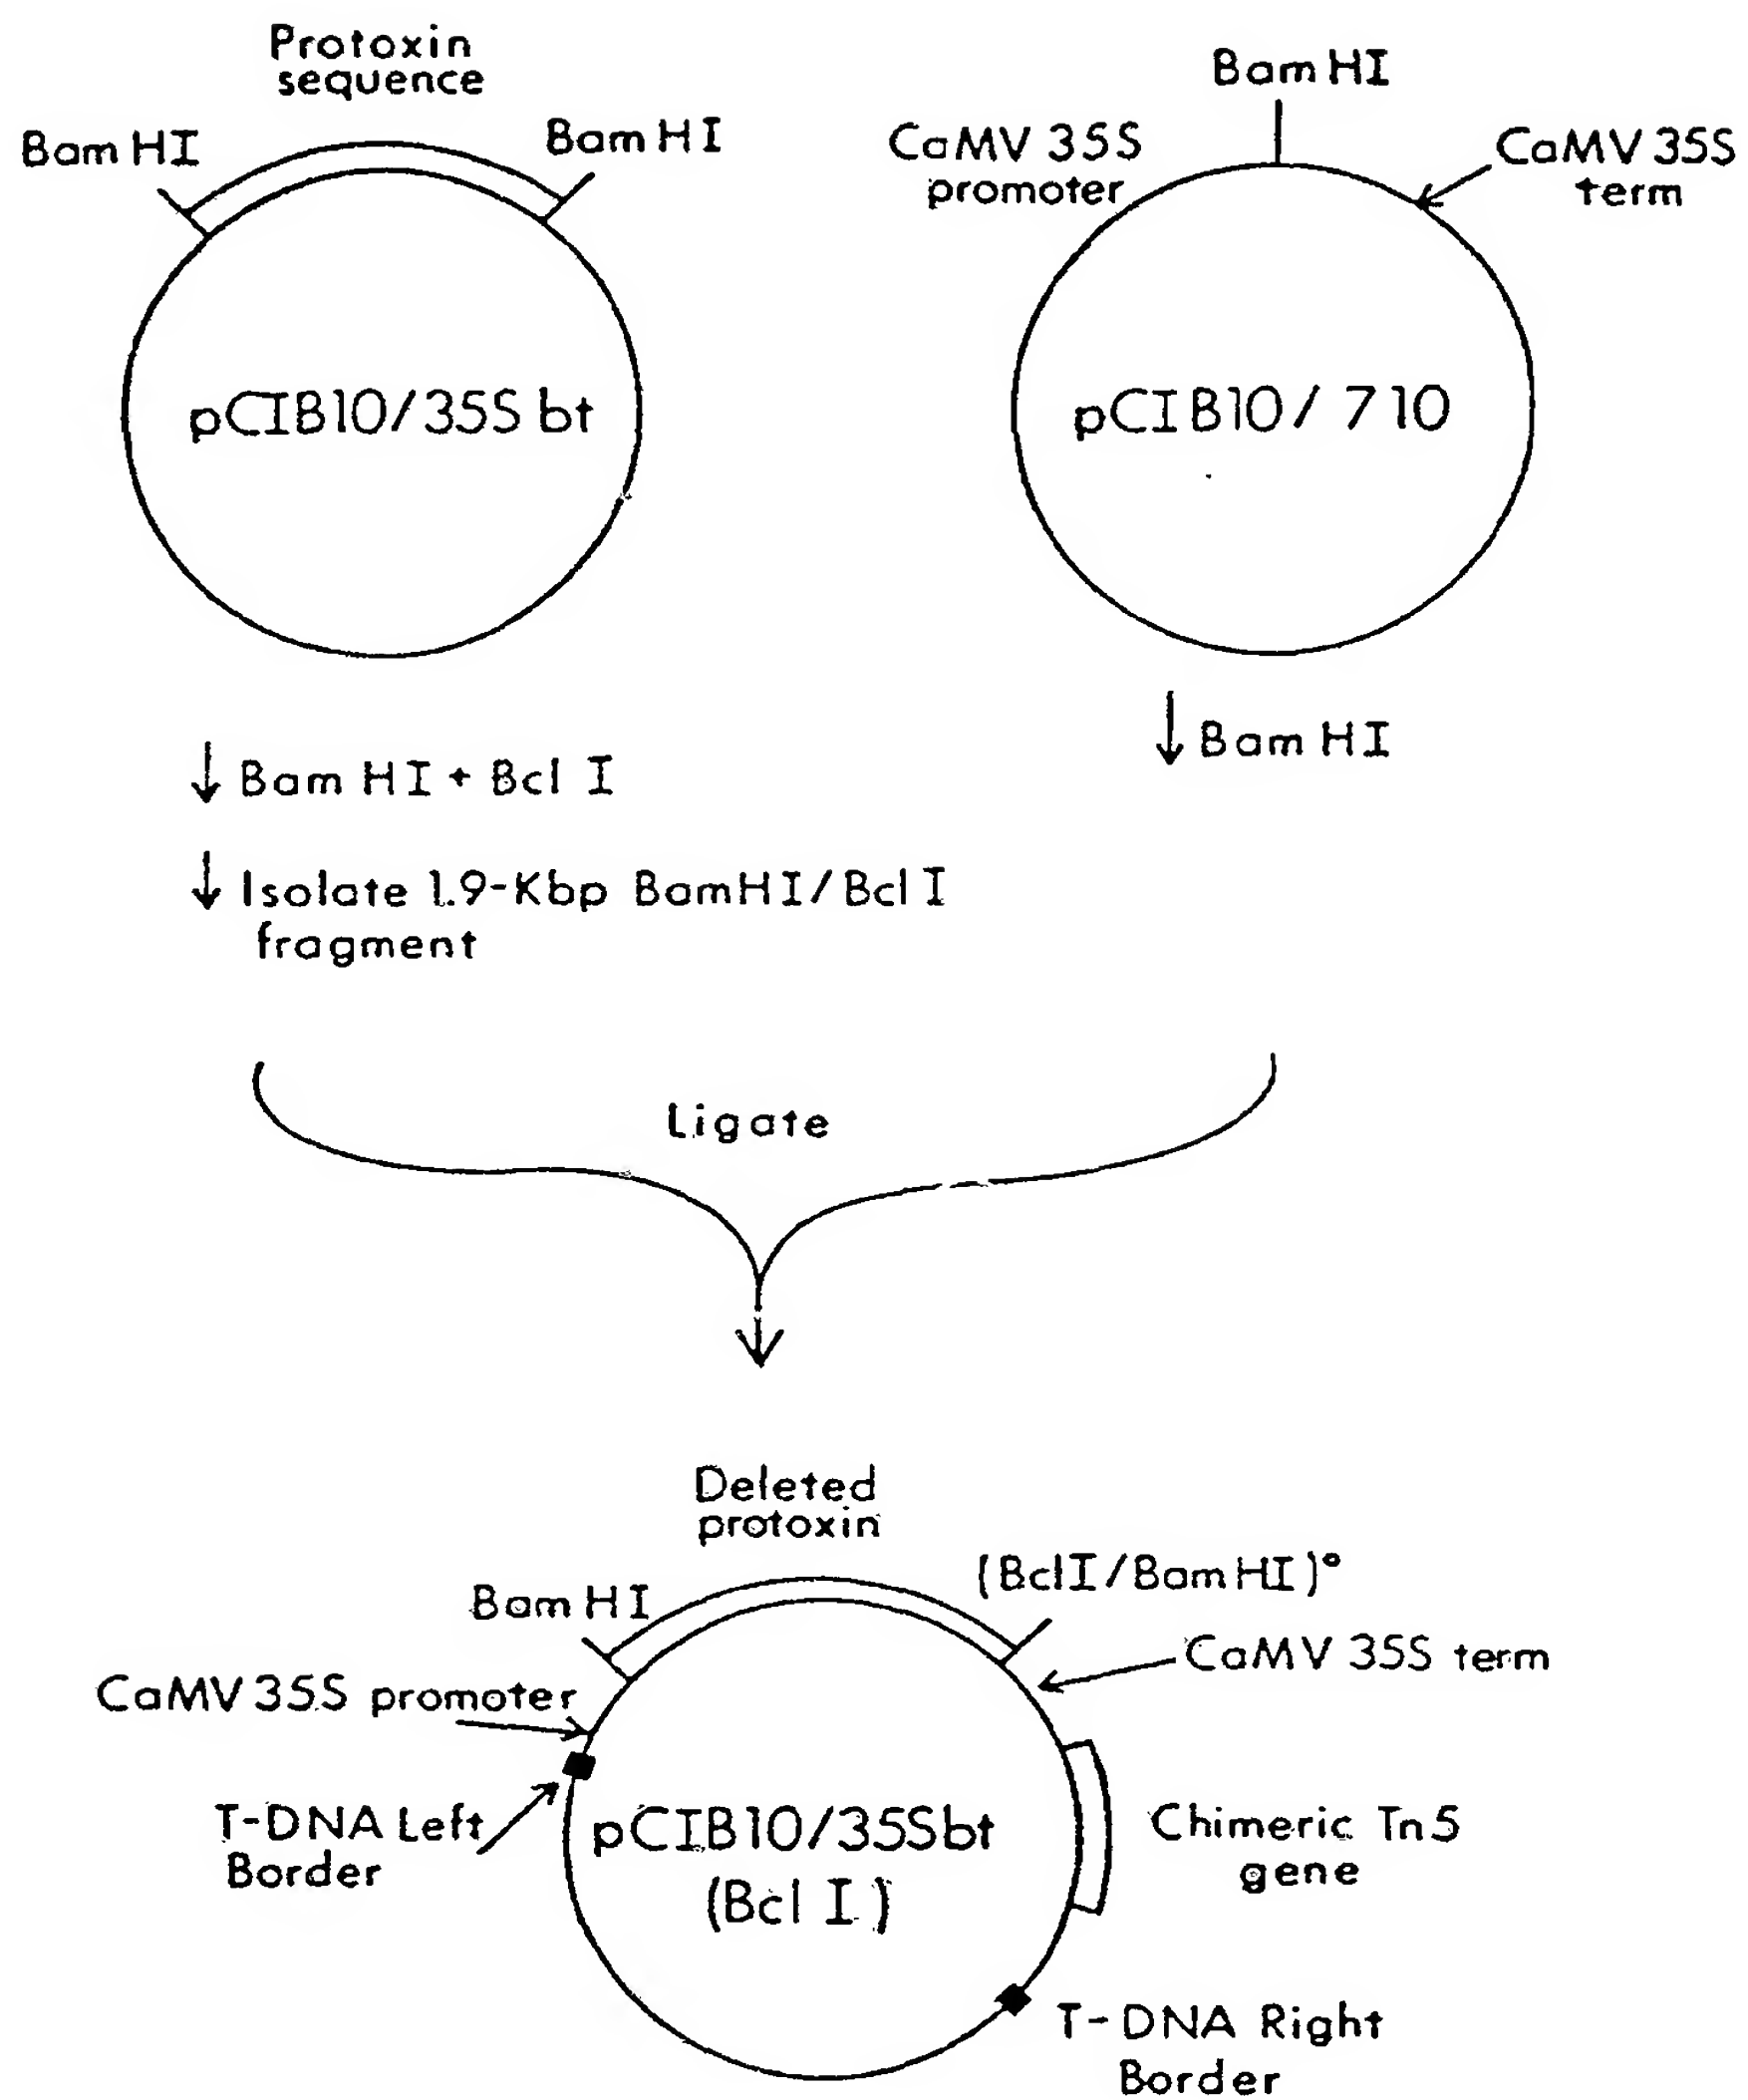 Protoxin
sequence
Bam HI
Bam HI
pCIB10/35S bt
Bam HI
CaMV 35S
promoter
CaMV 35S
term
pCIB10/710
↓ Bam HI + Bcl I
↓ Isolate 1.9-Kbp BamHI/Bcl I
fragment
↓ Bam HI
Ligate
Deleted
protoxin
Bam HI
(BclI/Bam HI)°
CaMV 35S promoter
CaMV 35S term
T-DNA Left
Border
pCIB10/35Sbt
(Bcl I)
Chimeric Tn5
gene
T-DNA Right
Border